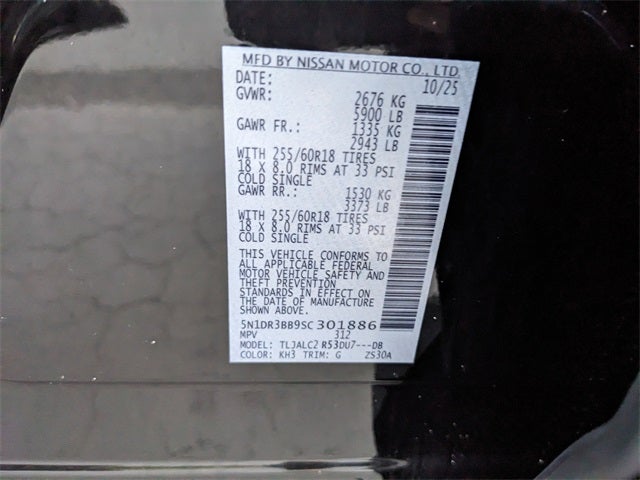 MFD BY NISSAN MOTOR CO., LTD.
DATE: 10/25
GVWR: 2676 KG
5900 LB
GAWR FR.: 1335 KG
2943 LB
WITH 255/60R18 TIRES
18 X 8.0 RIMS AT 33 PSI
COLD SINGLE
GAWR RR.: 1530 KG
3373 LB
WITH 255/60R18 TIRES
18 X 8.0 RIMS AT 33 PSI
COLD SINGLE
THIS VEHICLE CONFORMS TO
ALL APPLICABLE FEDERAL
MOTOR VEHICLE SAFETY AND
THEFT PREVENTION
STANDARDS IN EFFECT ON
THE DATE OF MANUFACTURE
SHOWN ABOVE.
5N1DR3BB9SC301886
MPV 312
MODEL: TLJALC2 R53DU7---DB
COLOR: KH3 TRIM: G ZS30A